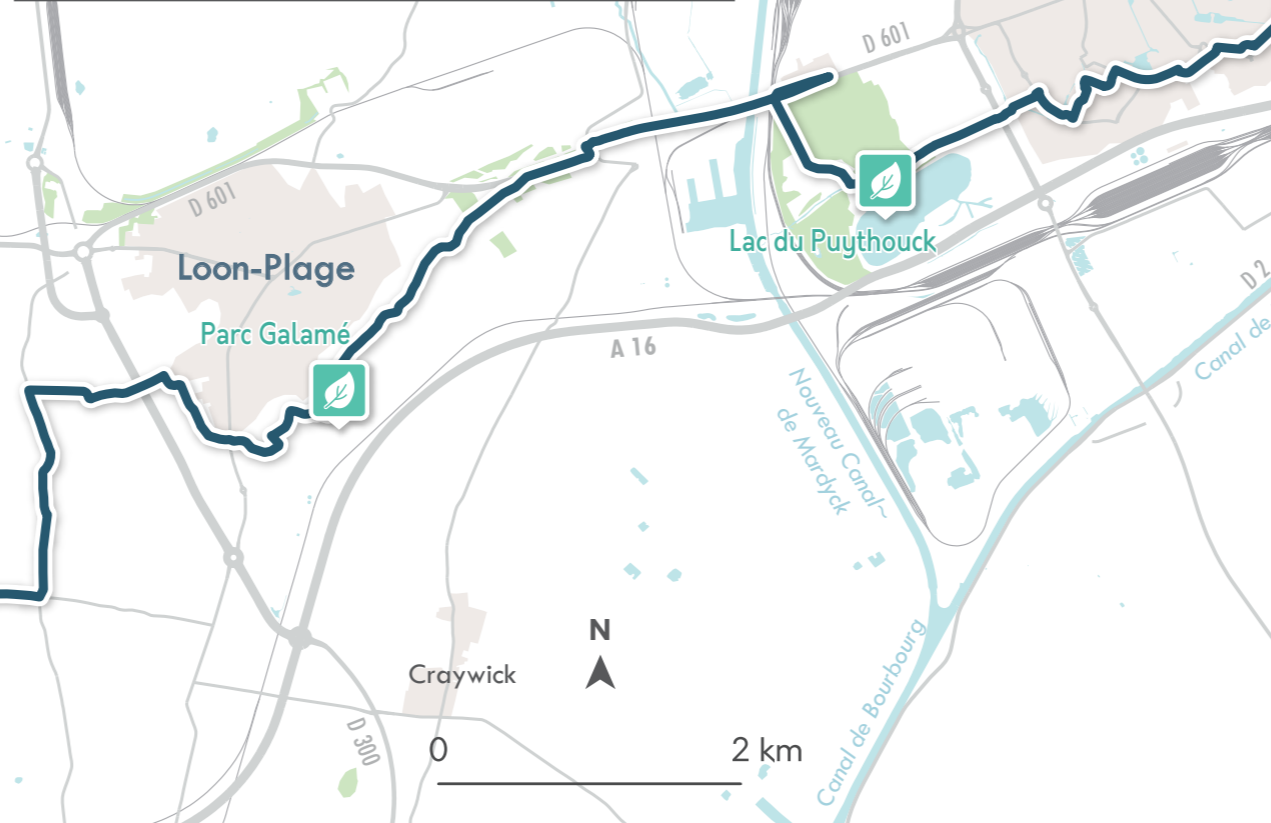 D 601
D 601
Lac du Puythouck
Loon-Plage
D 2
Parc Galamé
A 16
Canal de
Nouveau Canal~
de Mardyck
N
Craywick
Canal de Bourbourg
D 300
0
2 km